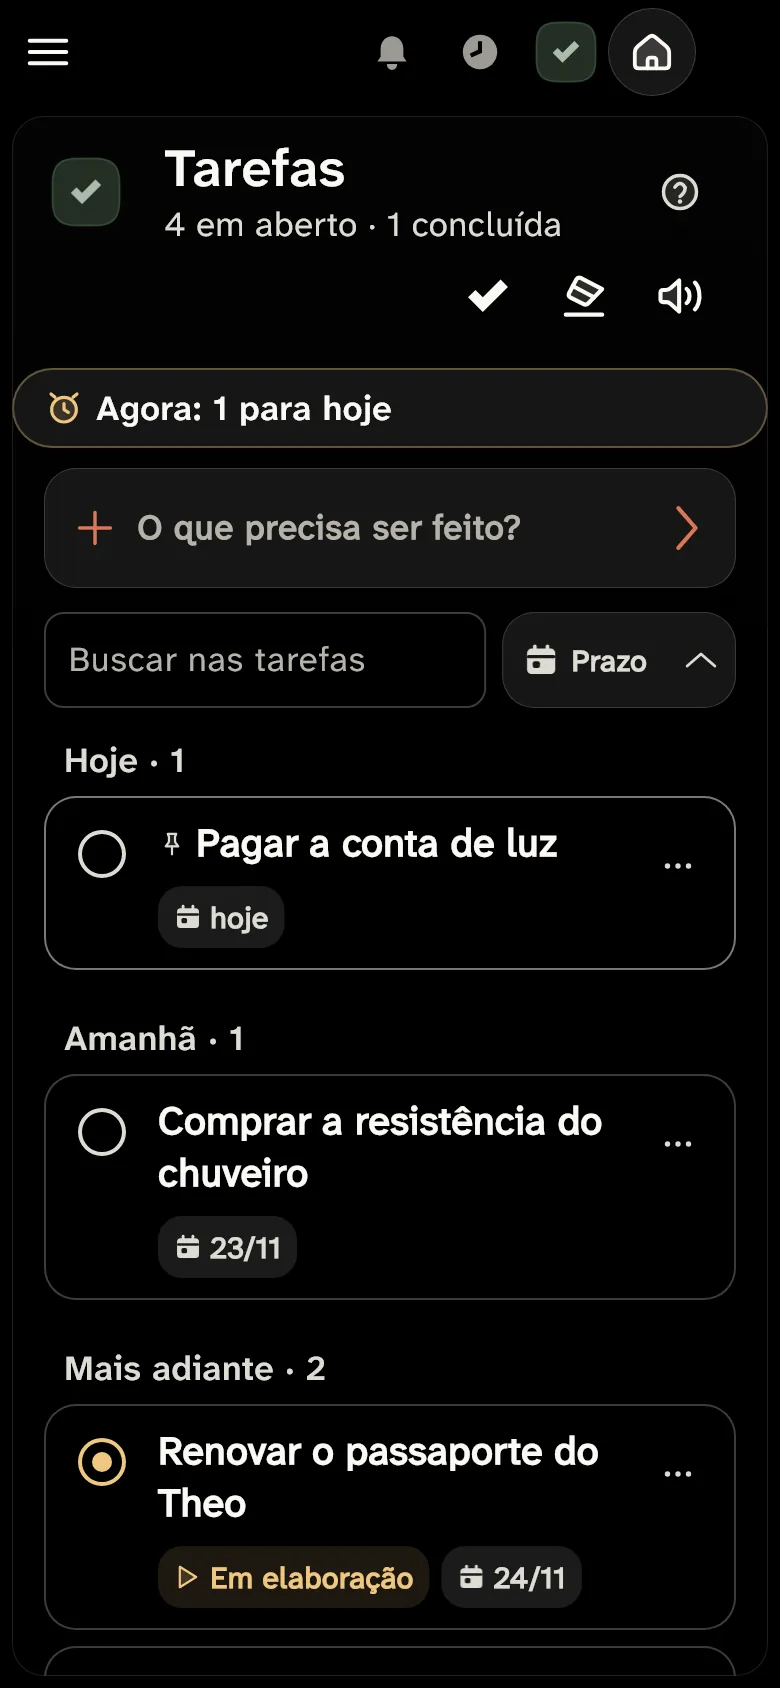 Tarefas
4 em aberto · 1 concluída
Agora: 1 para hoje
O que precisa ser feito?
Buscar nas tarefas
Prazo
Hoje · 1
Pagar a conta de luz
hoje
Amanhã · 1
Comprar a resistência do
chuveiro
23/11
Mais adiante · 2
Renovar o passaporte do
Theo
Em elaboração
24/11